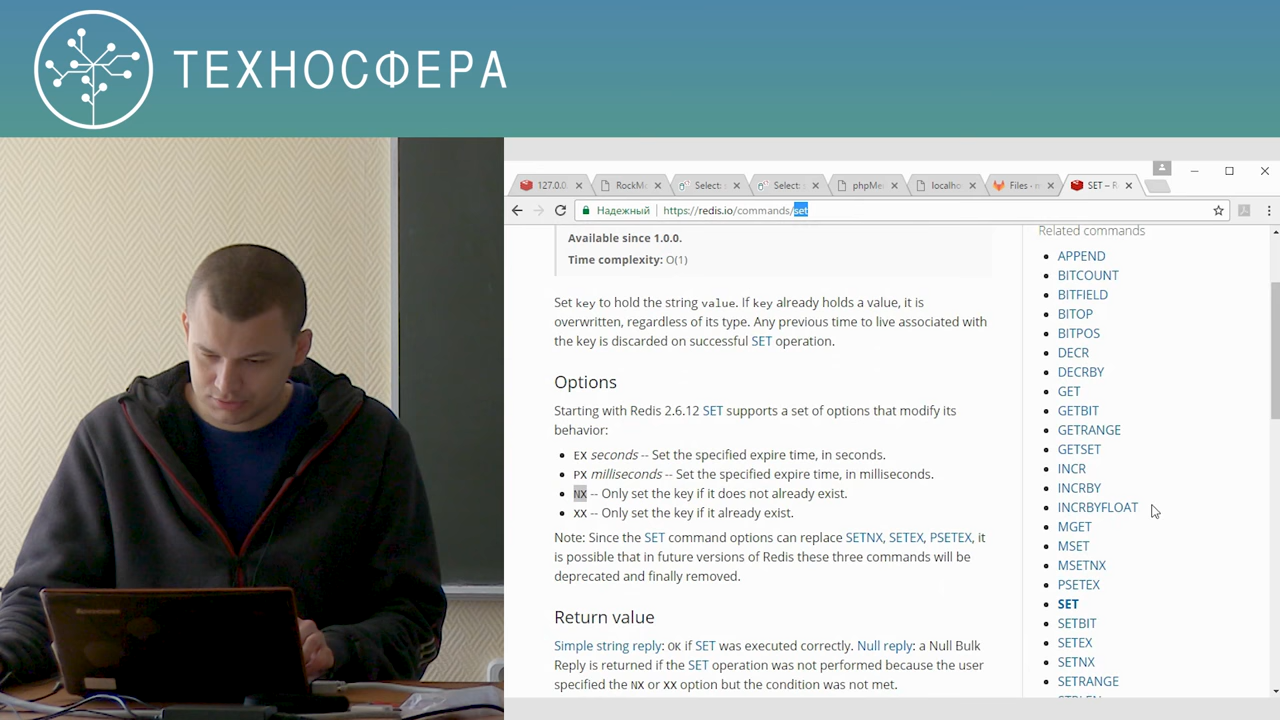 ТЕХНОСФЕРА
127.0.0.
RockM
Select:
Select:
phpMe
localho
Files - m
SET – R
Надежный
https://redis.io/commands/set
Available since 1.0.0.
Time complexity: O(1)
Set key to hold the string value. If key already holds a value, it is
overwritten, regardless of its type. Any previous time to live associated with
the key is discarded on successful SET operation.
Options
Starting with Redis 2.6.12 SET supports a set of options that modify its
behavior:
EX seconds -- Set the specified expire time, in seconds.
PX milliseconds -- Set the specified expire time, in milliseconds.
NX -- Only set the key if it does not already exist.
XX -- Only set the key if it already exist.
Note: Since the SET command options can replace SETNX, SETEX, PSETEX, it
is possible that in future versions of Redis these three commands will be
deprecated and finally removed.
Return value
Simple string reply: OK if SET was executed correctly. Null reply: a Null Bulk
Reply is returned if the SET operation was not performed because the user
specified the NX or XX option but the condition was not met.
Related commands
APPEND
BITCOUNT
BITFIELD
BITOP
BITPOS
DECR
DECRBY
GET
GETBIT
GETRANGE
GETSET
INCR
INCRBY
INCRBYFLOAT
MGET
MSET
MSETNX
PSETEX
SET
SETBIT
SETEX
SETNX
SETRANGE